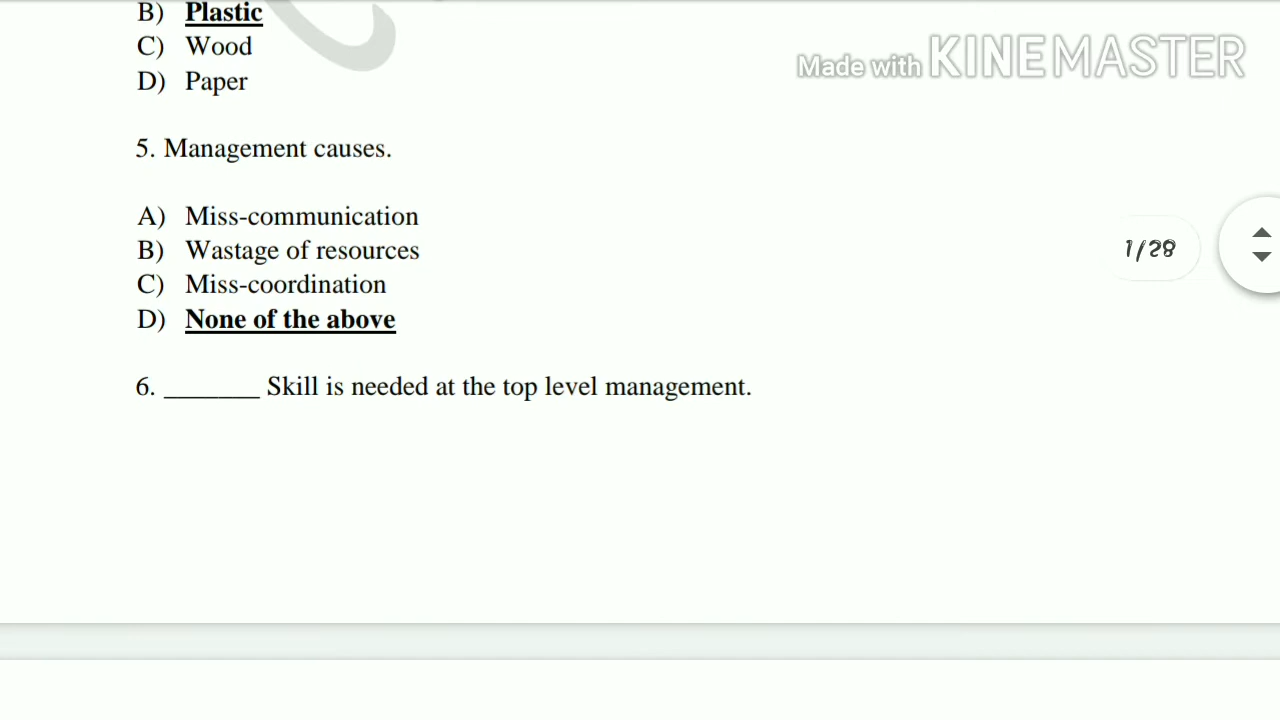 B) Plastic
Made with KINEMASTER
C) Wood
D) Paper
5. Management causes.
A) Miss-communication
B) Wastage of resources
1/28
C) Miss-coordination
D) None of the above
6. _______ Skill is needed at the top level management.